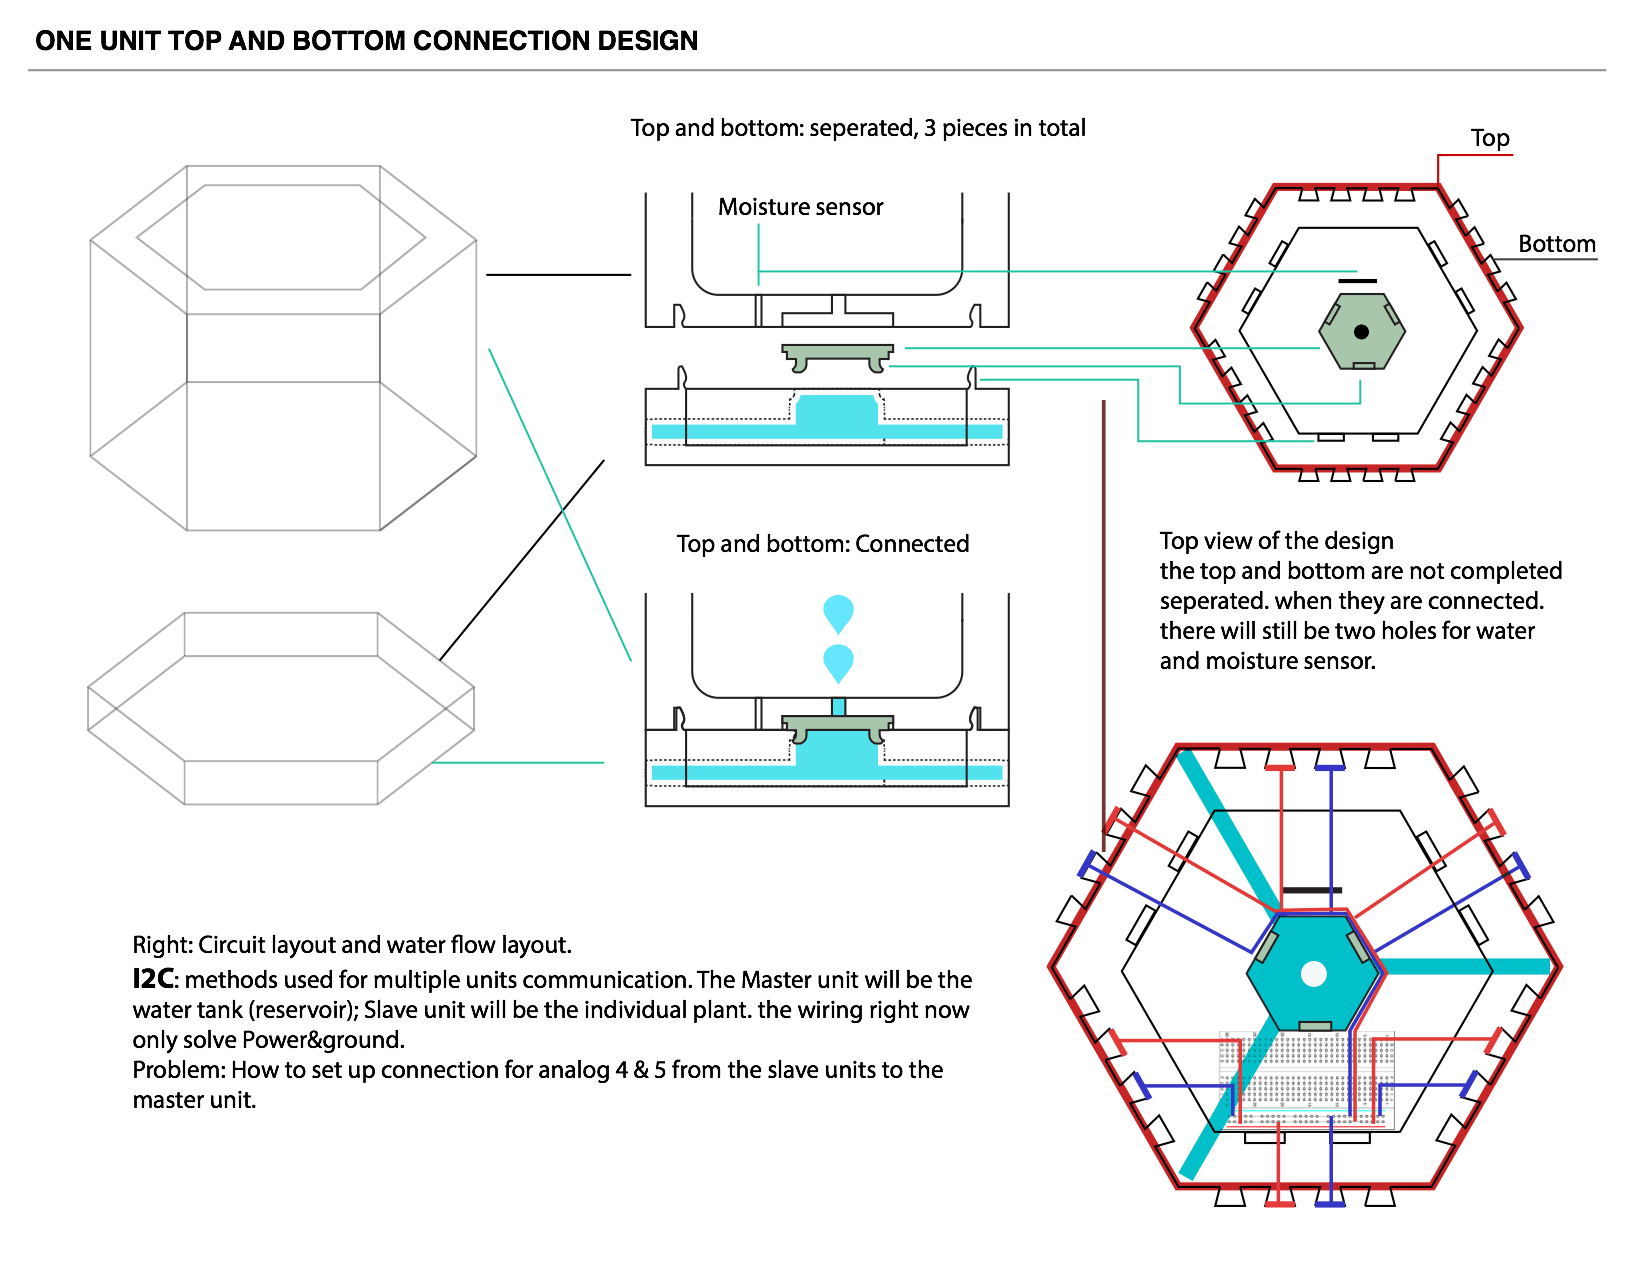 ONE UNIT TOP AND BOTTOM CONNECTION DESIGN
Top and bottom: seperated, 3 pieces in total
Moisture sensor
Top
Bottom
Top and bottom: Connected
Top view of the design
the top and bottom are not completed
seperated. when they are connected.
there will still be two holes for water
and moisture sensor.
Right: Circuit layout and water flow layout.
I2C: methods used for multiple units communication. The Master unit will be the
water tank (reservoir); Slave unit will be the individual plant. the wiring right now
only solve Power&ground.
Problem: How to set up connection for analog 4 & 5 from the slave units to the
master unit.